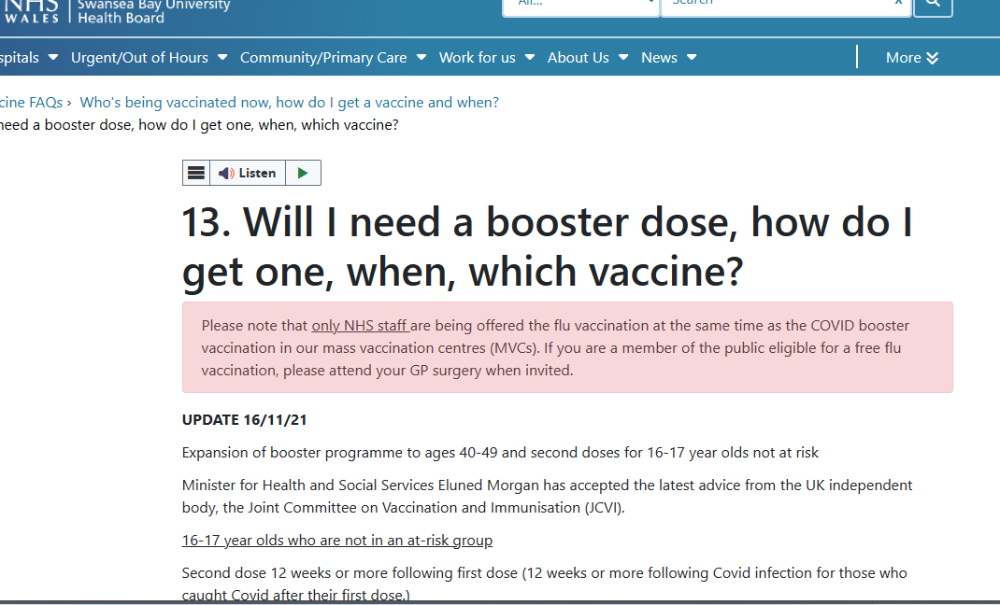 NHS
WALES
Swansea Bay University
Health Board
All...
Search
x
spitals Urgent/Out of Hours Community/Primary Care Work for us About Us News More
cine FAQs › Who's being vaccinated now, how do I get a vaccine and when?
need a booster dose, how do I get one, when, which vaccine?
Listen
13. Will I need a booster dose, how do I
get one, when, which vaccine?
Please note that only NHS staff are being offered the flu vaccination at the same time as the COVID booster
vaccination in our mass vaccination centres (MVCs). If you are a member of the public eligible for a free flu
vaccination, please attend your GP surgery when invited.
UPDATE 16/11/21
Expansion of booster programme to ages 40-49 and second doses for 16-17 year olds not at risk
Minister for Health and Social Services Eluned Morgan has accepted the latest advice from the UK independent
body, the Joint Committee on Vaccination and Immunisation (JCVI).
16-17 year olds who are not in an at-risk group
Second dose 12 weeks or more following first dose (12 weeks or more following Covid infection for those who
caught Covid after their first dose.)